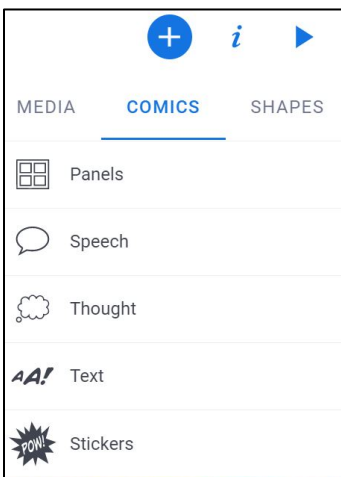 MEDIA COMICS SHAPES
Panels
Speech
Thought
AA! Text
POW! Stickers